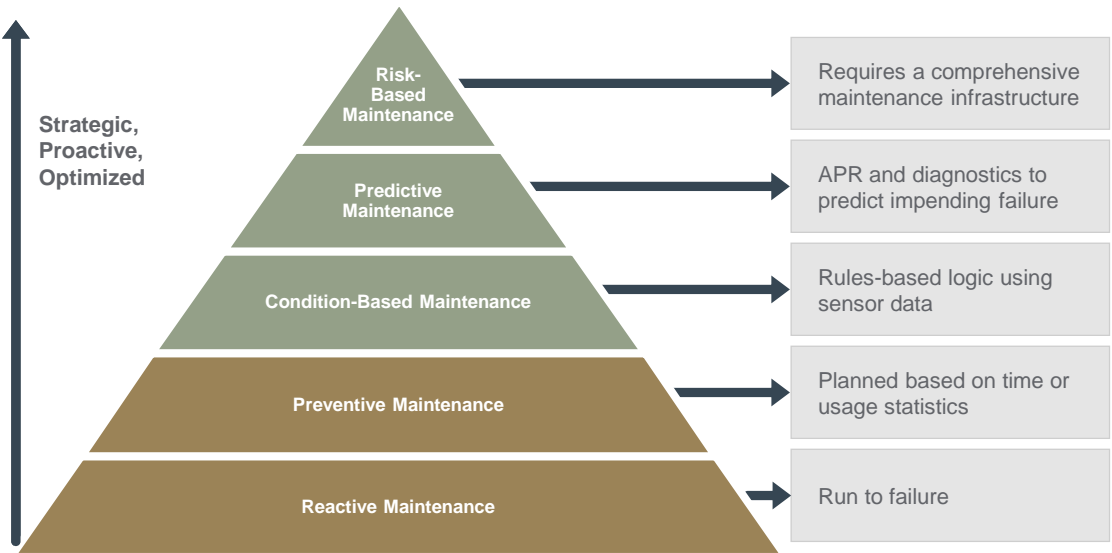 Strategic,
Proactive,
Optimized
Risk-
Based
Maintenance
Requires a comprehensive
maintenance infrastructure
Predictive
Maintenance
APR and diagnostics to
predict impending failure
Condition-Based Maintenance
Rules-based logic using
sensor data
Preventive Maintenance
Planned based on time or
usage statistics
Reactive Maintenance
Run to failure